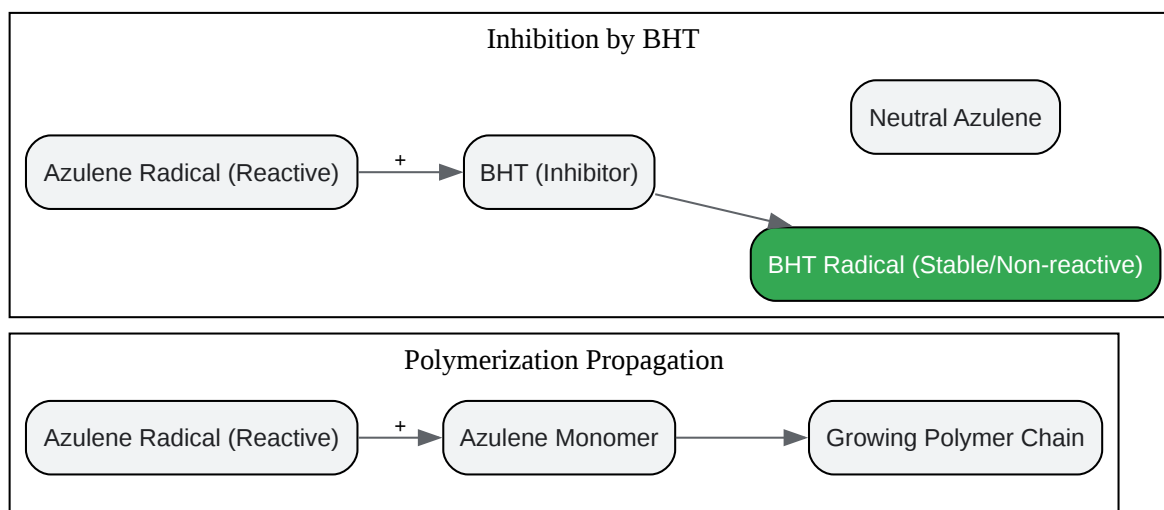 Inhibition by BHT
Neutral Azulene
Azulene Radical (Reactive)
+
BHT (Inhibitor)
BHT Radical (Stable/Non-reactive)
Polymerization Propagation
Azulene Radical (Reactive)
+
Azulene Monomer
Growing Polymer Chain